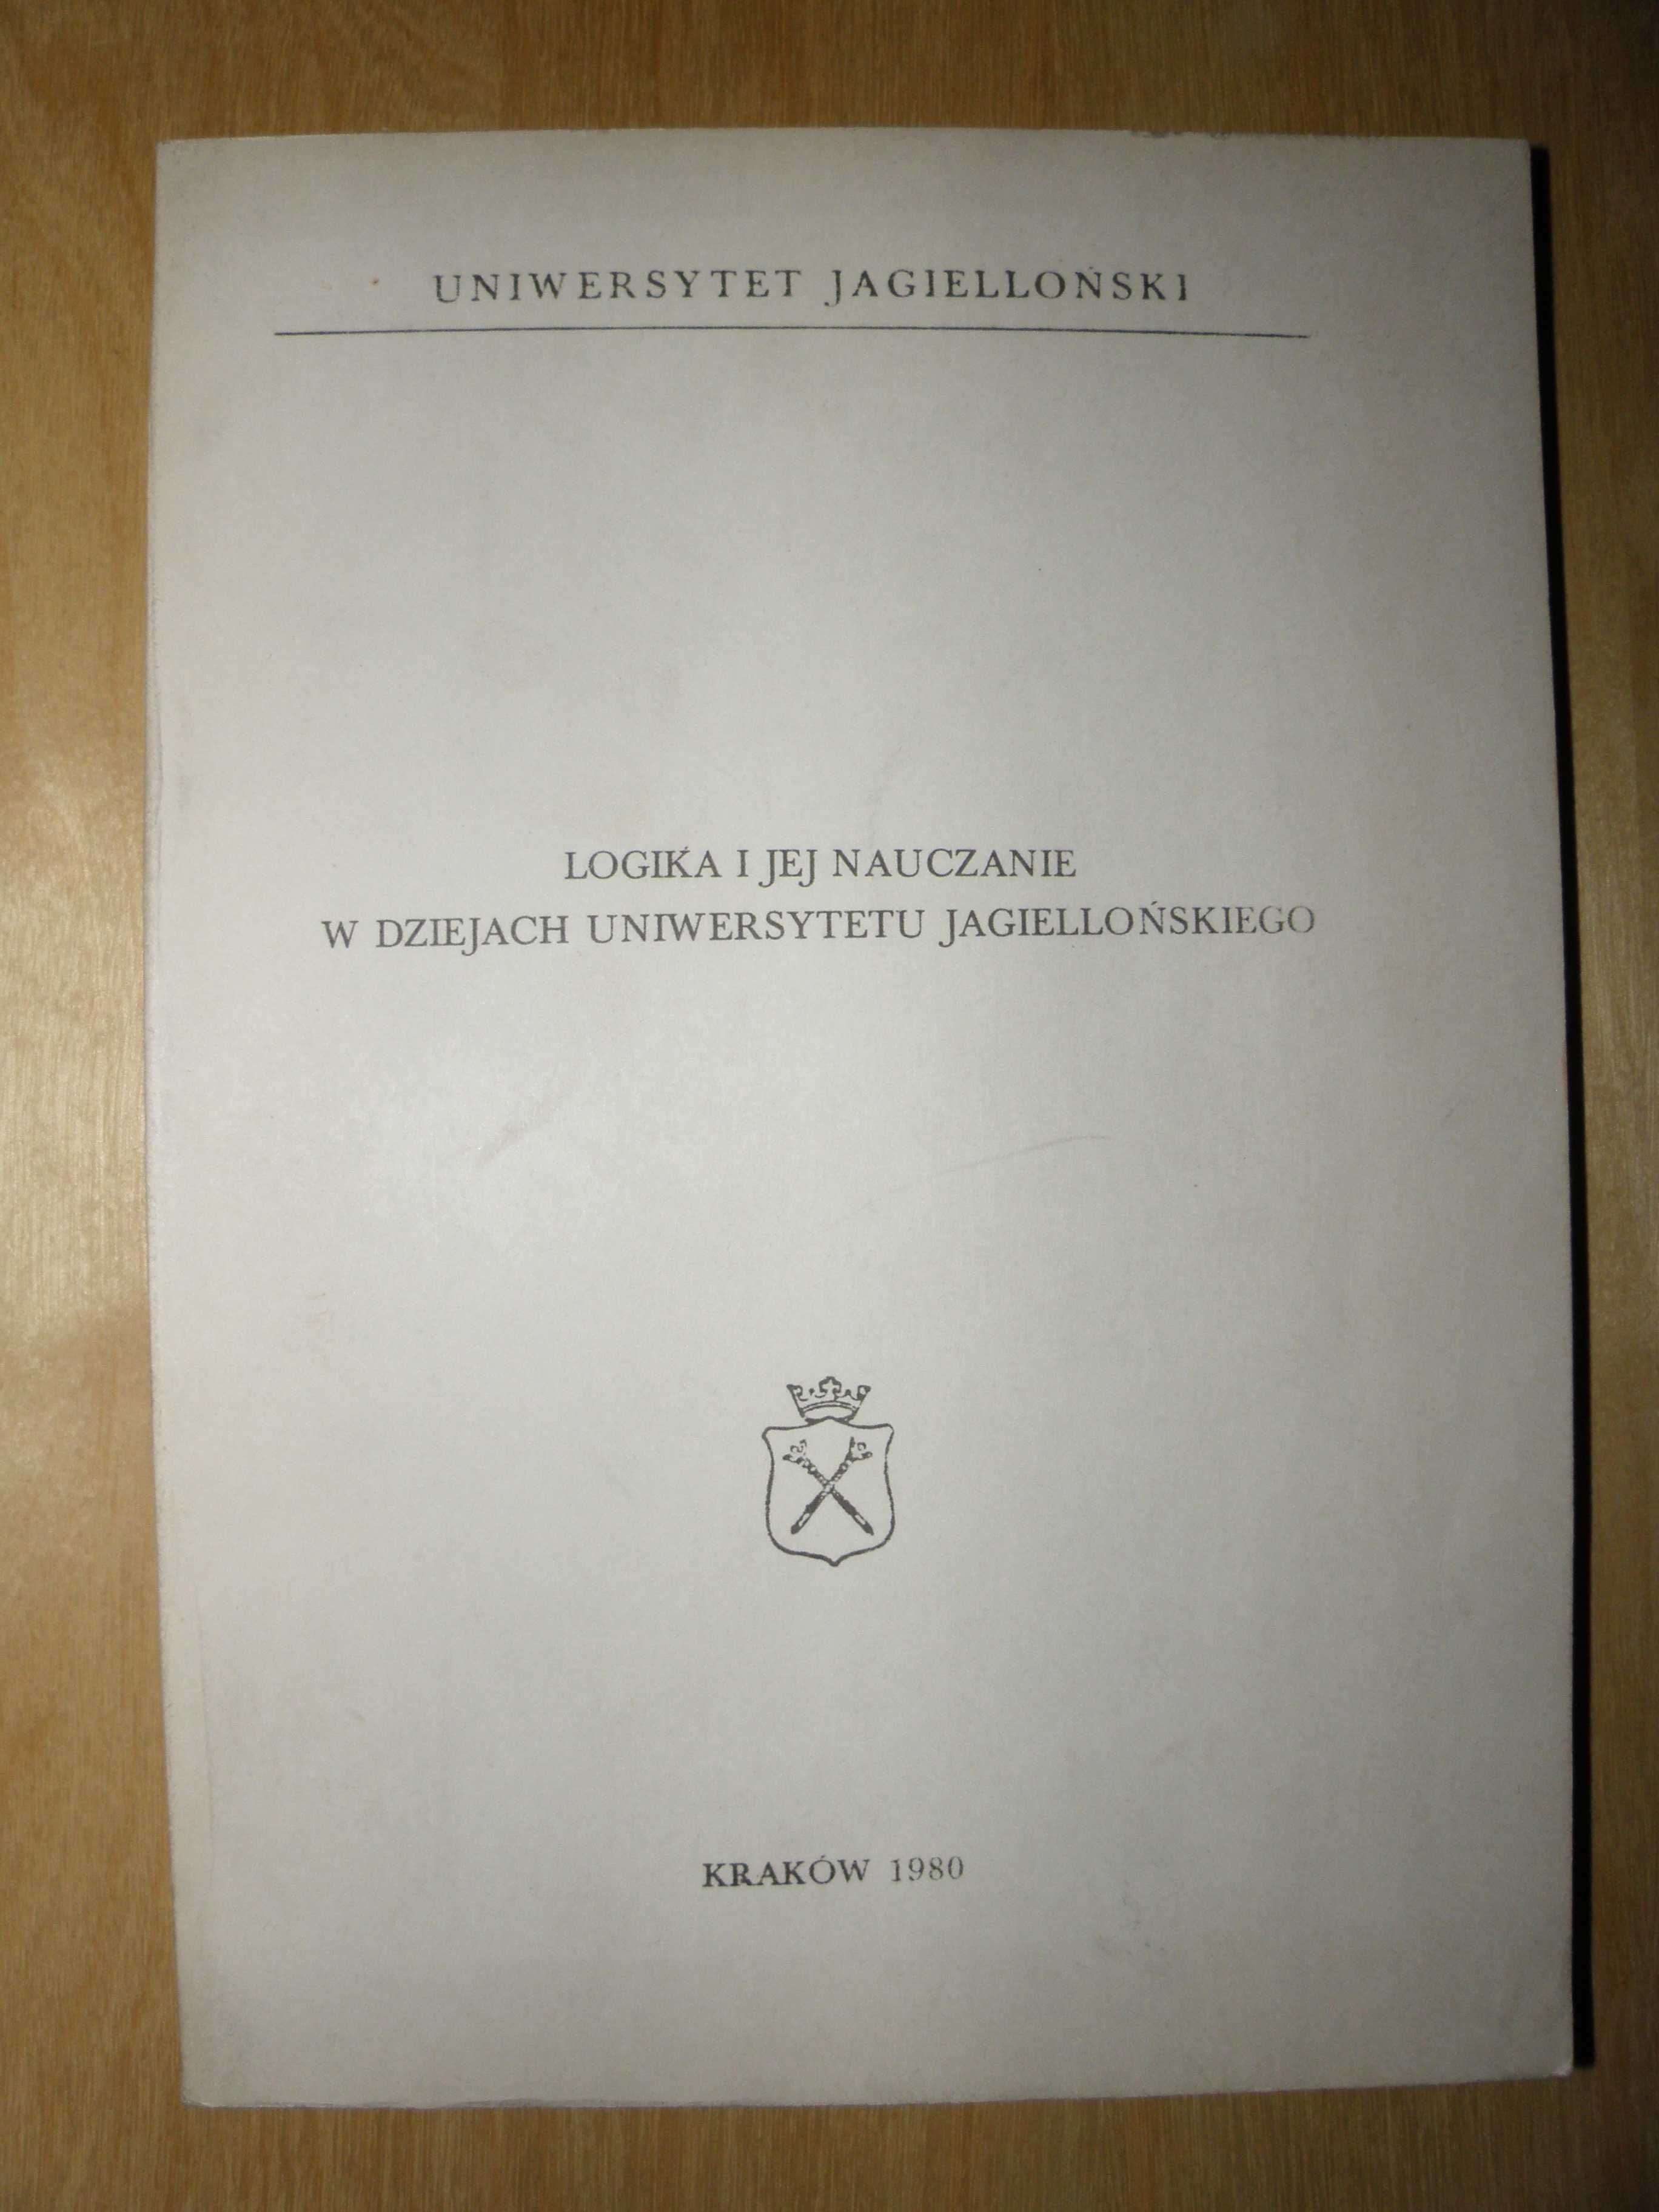 UNIWERSYTET JAGIELLOŃSKI
LOGIKA I JEJ NAUCZANIE
W DZIEJACH UNIWERSYTETU JAGIELLOŃSKIEGO
KRAKÓW 1980